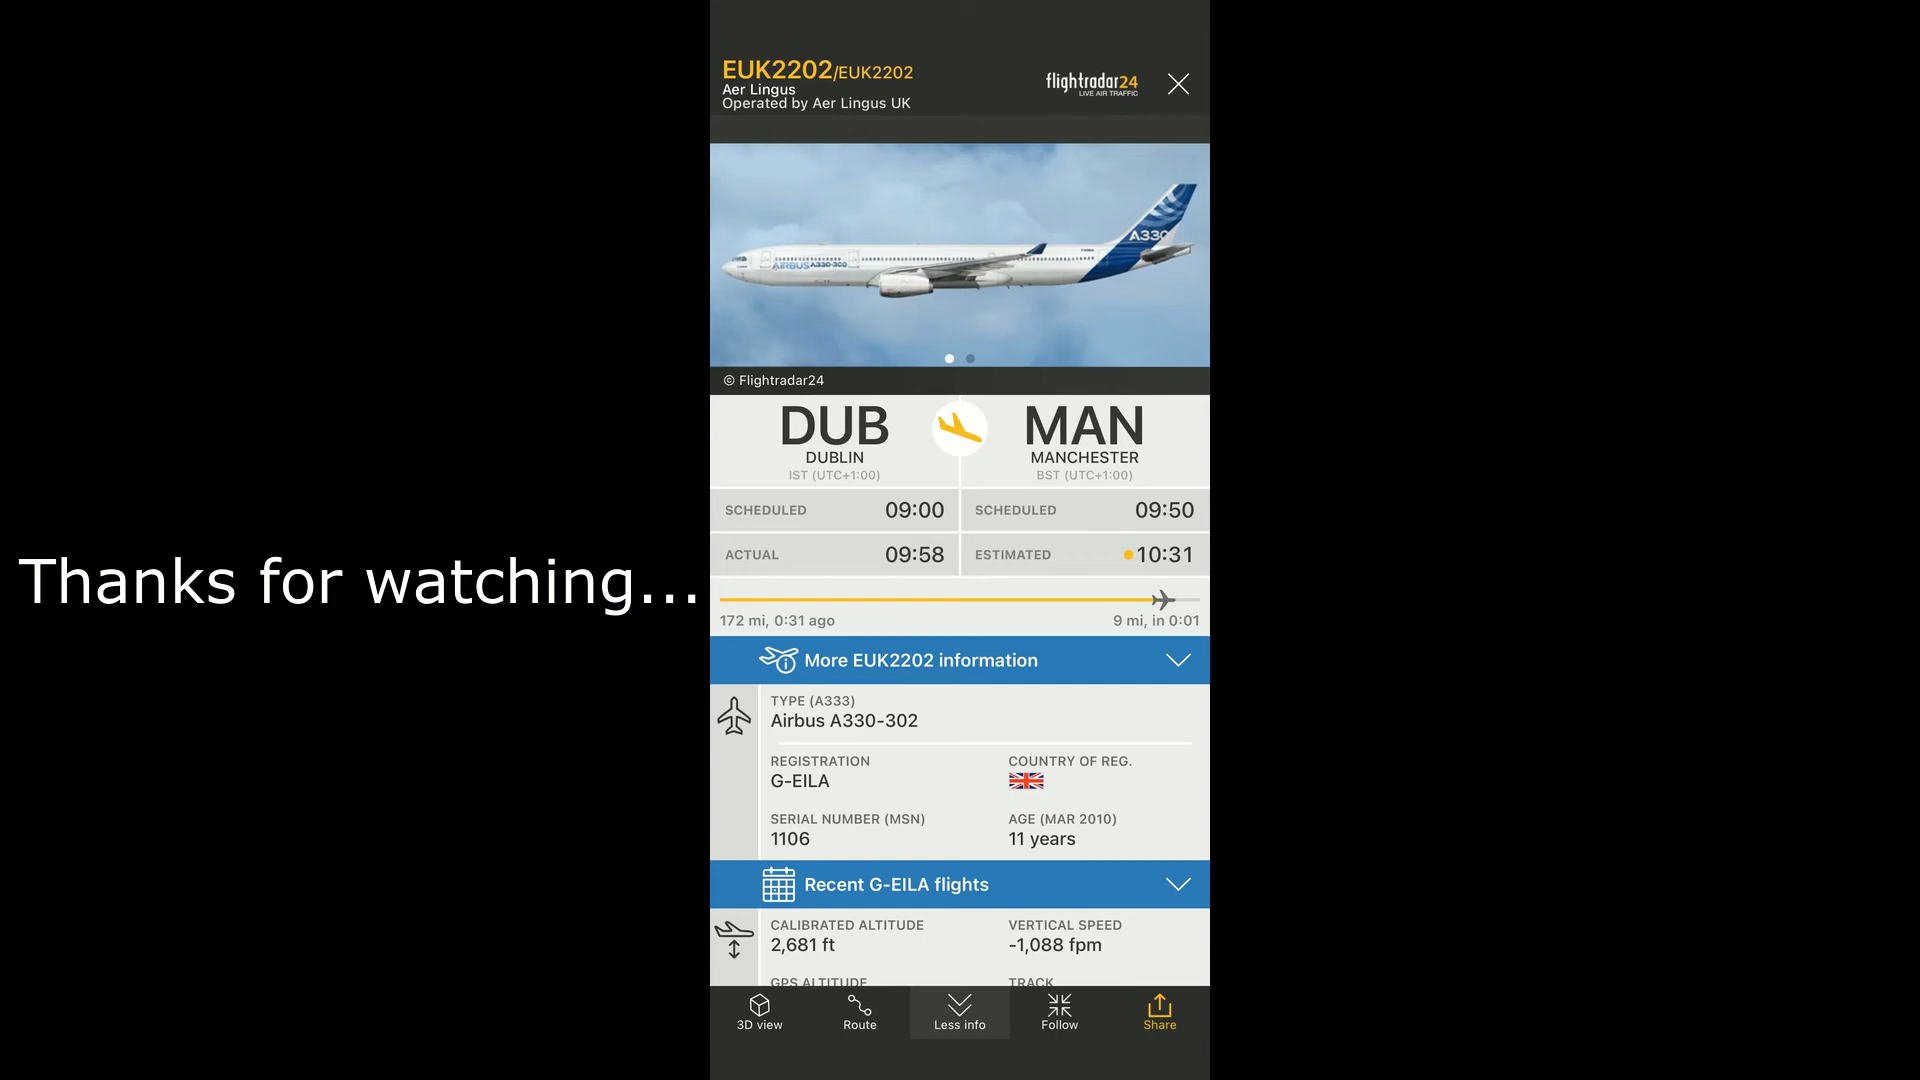 EUK2202/EUK2202
Aer Lingus
Operated by Aer Lingus UK
flightradar24
LIVE AIR TRAFFIC
A330
AIRBUS A330-300
© Flightradar24
DUB
DUBLIN
IST (UTC+1:00)
MAN
MANCHESTER
BST (UTC+1:00)
SCHEDULED 09:00 SCHEDULED 09:50
ACTUAL 09:58 ESTIMATED 10:31
Thanks for watching...
172 mi, 0:31 ago 9 mi, in 0:01
More EUK2202 information
TYPE (A333)
Airbus A330-302
REGISTRATION COUNTRY OF REG.
G-EILA
SERIAL NUMBER (MSN) AGE (MAR 2010)
1106 11 years
Recent G-EILA flights
CALIBRATED ALTITUDE VERTICAL SPEED
2,681 ft -1,088 fpm
GPS ALTITUDE TRACK
3D view Route Less info Follow Share